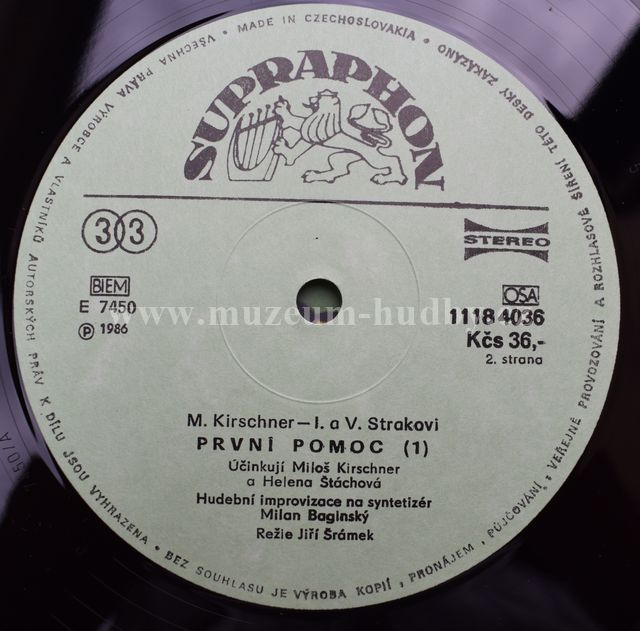 SUPRAPHON
33
STEREO
BIEM
E 7450
Ⓟ 1986
OSA
1118 4036
Kčs 36,-
2. strana
www.muzeum-hudby.cz
M. Kirschner – I. a V. Strakovi
PRVNÍ POMOC (1)
Účinkují Miloš Kirschner
a Helena Štáchová
Hudební improvizace na syntetizér
Milan Baginský
Režie Jiří Šrámek
MADE IN CZECHOSLOVAKIA • VŠECHNA PRÁVA VÝROBCE A VLASTNÍKŮ AUTORSKÝCH PRÁV K DÍLU JSOU VYHRAZENA • BEZ SOUHLASU JE VÝROBA KOPIÍ, PRONÁJEM, PŮJČOVÁNÍ, VEŘEJNÉ PROVOZOVÁNÍ A ROZHLASOVÉ ŠÍŘENÍ TÉTO DESKY ZAKÁZÁNO •